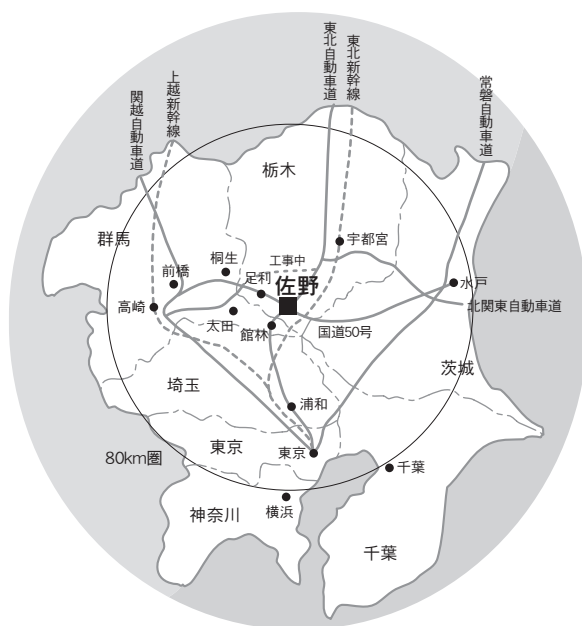 東北自動車道
東北新幹線
上越新幹線
関越自動車道
常磐自動車道
栃木
群馬
宇都宮
桐生
工事中
前橋
足利
佐野
水戸
高崎
北関東自動車道
太田
館林
国道50号
茨城
埼玉
浦和
東京
東京
80km圏
千葉
横浜
神奈川
千葉